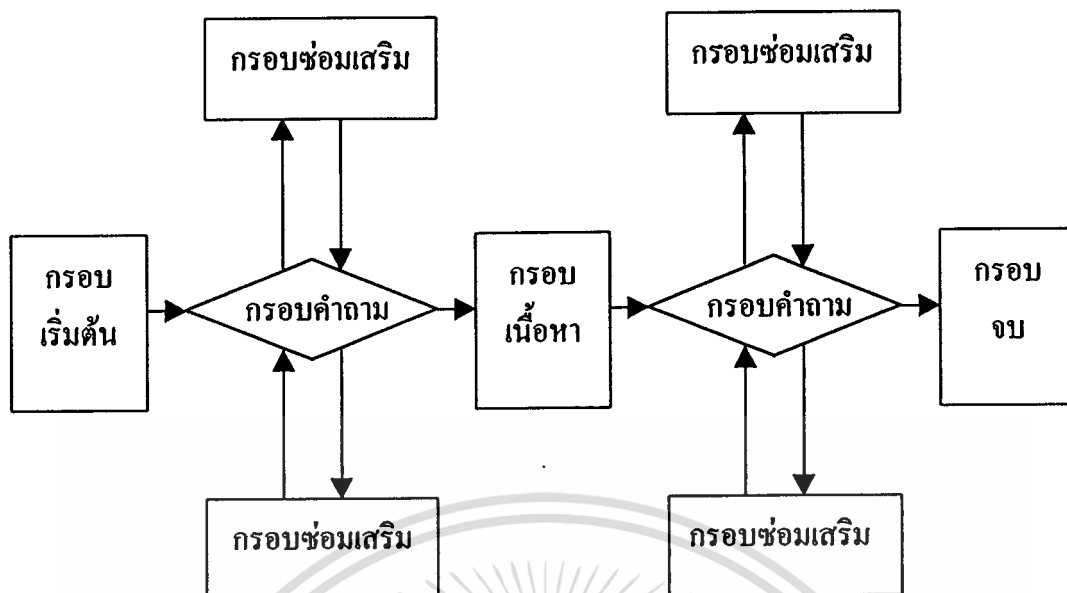 กรอบซ่อมเสริม
กรอบซ่อมเสริม
กรอบ
เริ่มต้น
กรอบคำถาม
กรอบ
เนื้อหา
กรอบคำถาม
กรอบ
จบ
กรอบซ่อมเสริม
กรอบซ่อมเสริม